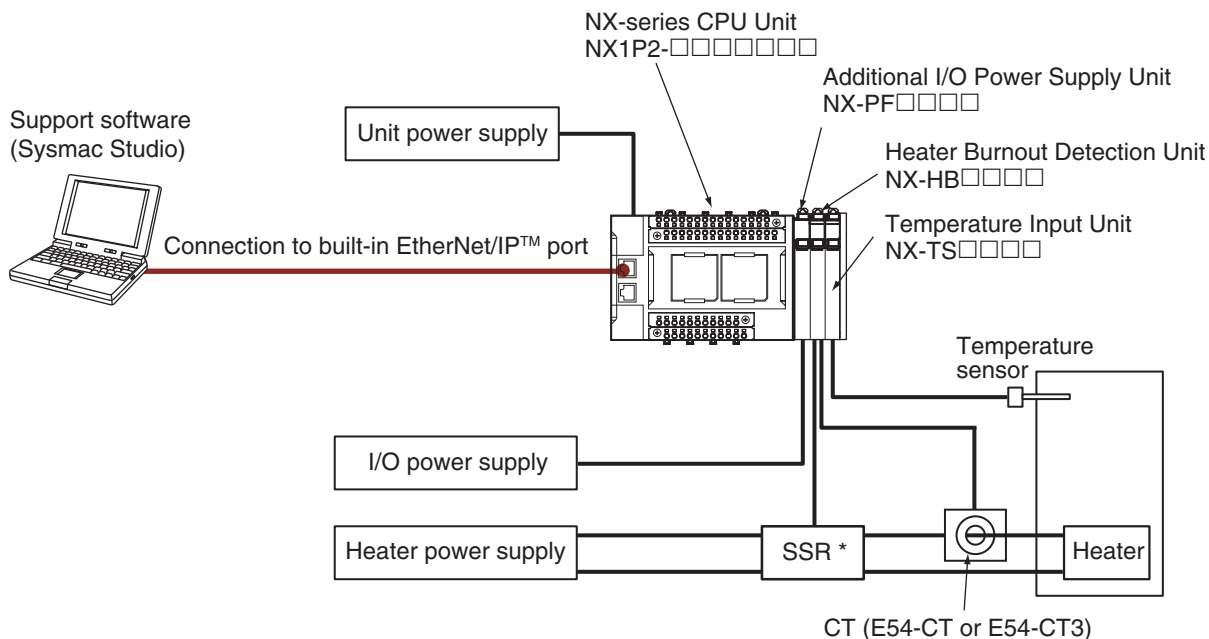 NX-series CPU Unit
NX1P2-□□□□□□□
Additional I/O Power Supply Unit
NX-PF□□□□
Support software
(Sysmac Studio)
Unit power supply
Heater Burnout Detection Unit
NX-HB□□□□
Temperature Input Unit
NX-TS□□□□
Connection to built-in EtherNet/IP™ port
Temperature
sensor
I/O power supply
Heater power supply
SSR *
Heater
CT (E54-CT or E54-CT3)